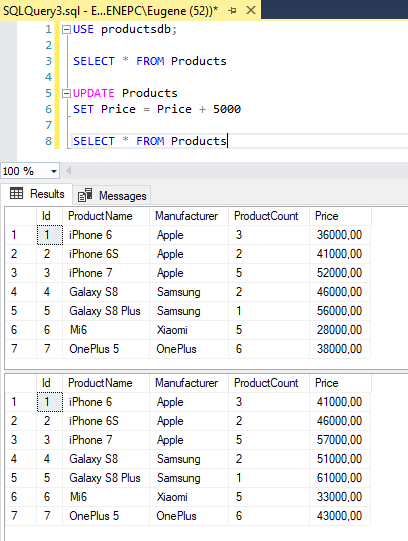 SQLQuery3.sql - E...ENEPC\Eugene (52))*
1 USE productsdb;
2
3 SELECT * FROM Products
4
5 UPDATE Products
6 SET Price = Price + 5000
7
8 SELECT * FROM Products
100 %
Results Messages
Id ProductName Manufacturer ProductCount Price
1 1 iPhone 6 Apple 3 36000,00
2 2 iPhone 6S Apple 2 41000,00
3 3 iPhone 7 Apple 5 52000,00
4 4 Galaxy S8 Samsung 2 46000,00
5 5 Galaxy S8 Plus Samsung 1 56000,00
6 6 Mi6 Xiaomi 5 28000,00
7 7 OnePlus 5 OnePlus 6 38000,00
Id ProductName Manufacturer ProductCount Price
1 1 iPhone 6 Apple 3 41000,00
2 2 iPhone 6S Apple 2 46000,00
3 3 iPhone 7 Apple 5 57000,00
4 4 Galaxy S8 Samsung 2 51000,00
5 5 Galaxy S8 Plus Samsung 1 61000,00
6 6 Mi6 Xiaomi 5 33000,00
7 7 OnePlus 5 OnePlus 6 43000,00